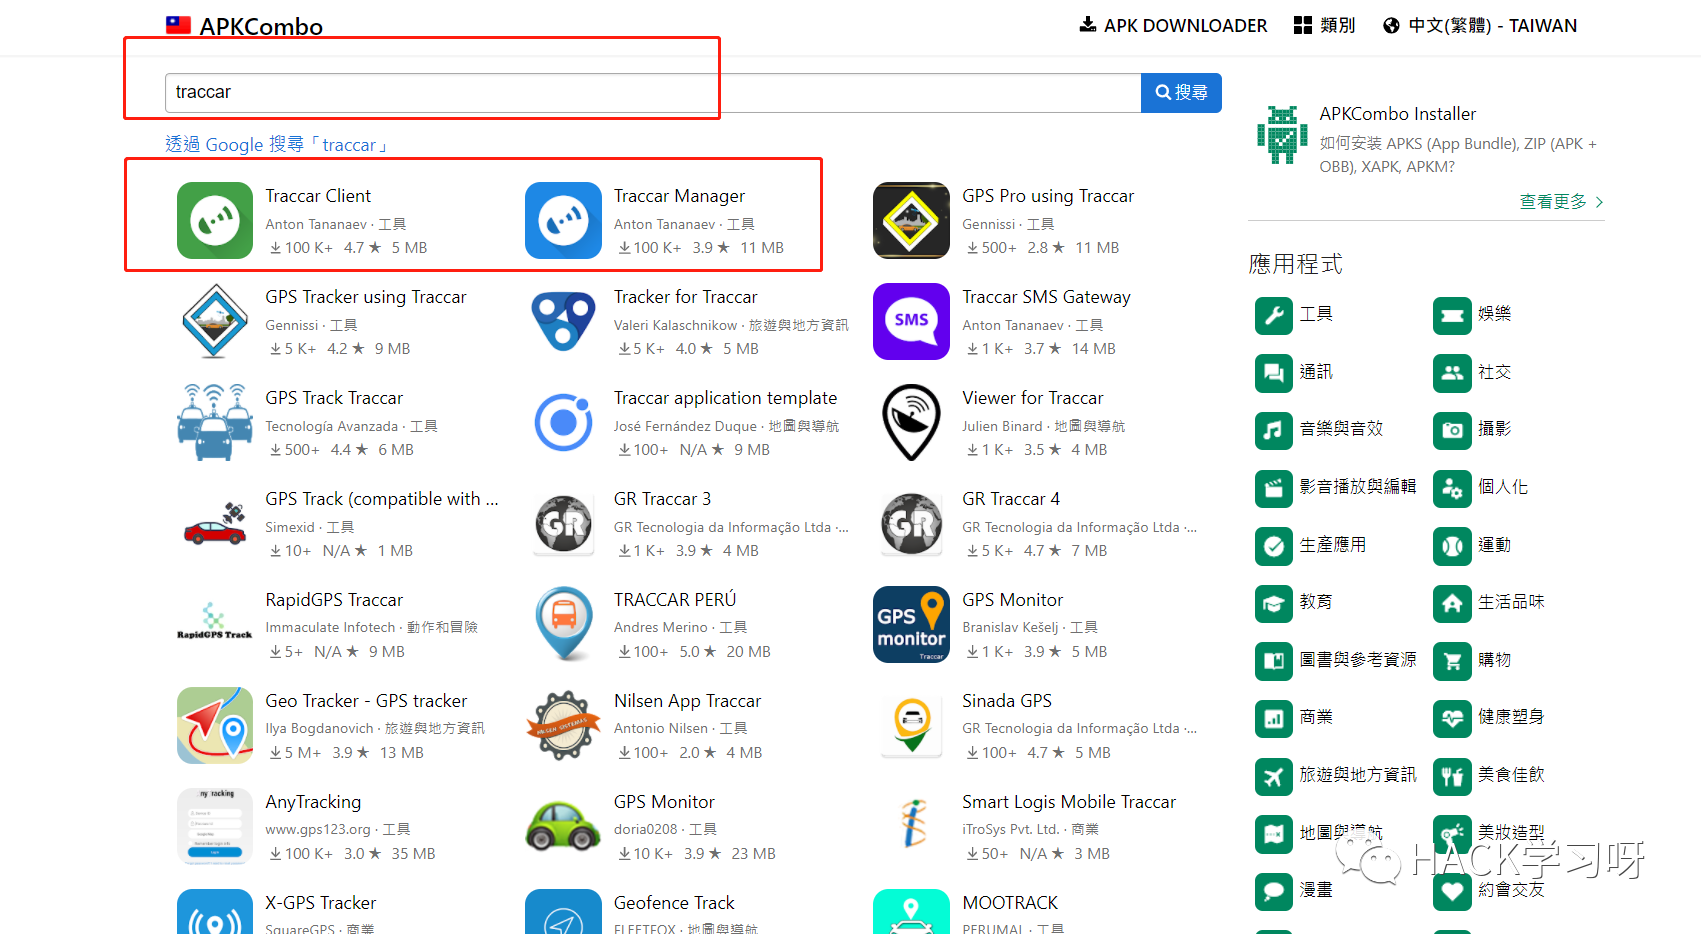 APKCombo
APK DOWNLOADER 類別 中文(繁體) - TAIWAN
traccar
搜尋
透過 Google 搜尋「traccar」
Traccar Client
Anton Tananaev · 工具
100 K+ 4.7 ★ 5 MB
Traccar Manager
Anton Tananaev · 工具
100 K+ 3.9 ★ 11 MB
GPS Pro using Traccar
Gennissi · 工具
500+ 2.8 ★ 11 MB
GPS Tracker using Traccar
Gennissi · 工具
5 K+ 4.2 ★ 9 MB
Tracker for Traccar
Valeri Kalaschnikow · 旅遊與地方資訊
5 K+ 4.0 ★ 5 MB
SMS
Traccar SMS Gateway
Anton Tananaev · 工具
1 K+ 3.7 ★ 14 MB
GPS Track Traccar
Tecnología Avanzada · 工具
500+ 4.4 ★ 6 MB
Traccar application template
José Fernández Duque · 地圖與導航
100+ N/A ★ 9 MB
Viewer for Traccar
Julien Binard · 地圖與導航
1 K+ 3.5 ★ 4 MB
GPS Track (compatible with ...
Simexid · 工具
10+ N/A ★ 1 MB
GR
GR Traccar 3
GR Tecnologia da Informação Ltda ·...
1 K+ 3.9 ★ 4 MB
GR
GR Traccar 4
GR Tecnologia da Informação Ltda ·...
5 K+ 4.7 ★ 7 MB
RapidGPS Track
RapidGPS Traccar
Immaculate Infotech · 動作和冒險
5+ N/A ★ 9 MB
TRACCAR PERÚ
Andres Merino · 工具
100+ 5.0 ★ 20 MB
GPS
monitor
Traccar
GPS Monitor
Branislav Kešelj · 工具
1 K+ 3.9 ★ 5 MB
Geo Tracker - GPS tracker
Ilya Bogdanovich · 旅遊與地方資訊
5 M+ 3.9 ★ 13 MB
NILSEN SISTEMAS
Nilsen App Traccar
Antonio Nilsen · 工具
100+ 2.0 ★ 4 MB
Sinada GPS
GR Tecnologia da Informação Ltda ·...
100+ 4.7 ★ 5 MB
AnyTracking
www.gps123.org · 工具
100 K+ 3.0 ★ 35 MB
GPS Monitor
doria0208 · 工具
10 K+ 3.9 ★ 23 MB
Smart Logis Mobile Traccar
iTroSys Pvt. Ltd. · 商業
50+ N/A ★ 3 MB
X-GPS Tracker
SquareGPS · 商業
Geofence Track
FLEETFOX · 地圖與導航
MOOTRACK
PERUMAL · 工具
APKCombo Installer
如何安裝 APKS (App Bundle), ZIP (APK +
OBB), XAPK, APKM?
查看更多
應用程式
工具 娛樂
通訊 社交
音樂與音效 攝影
影音播放與編輯 個人化
生產應用 運動
教育 生活品味
圖書與參考資源 購物
商業 健康塑身
旅遊與地方資訊 美食佳飲
地圖與導航 美妝造型
HACK学习呀
漫畫 約會交友